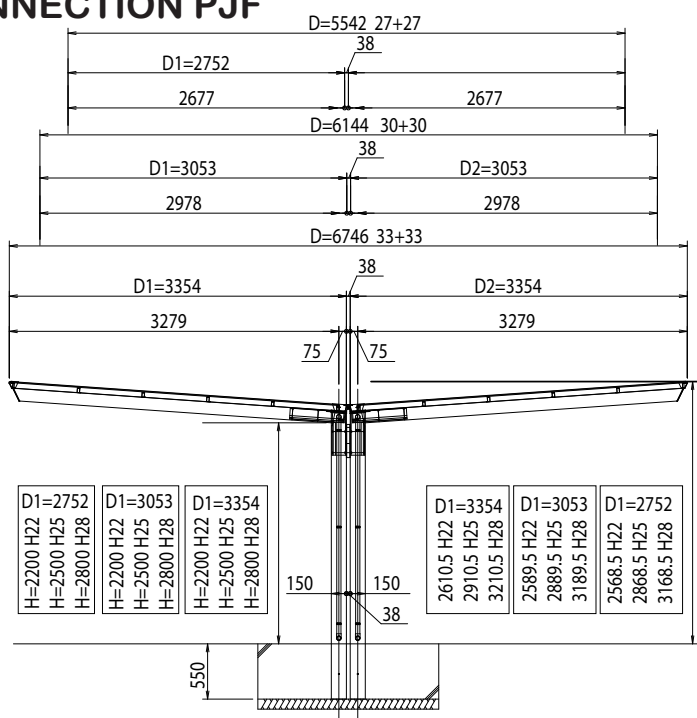 NNECTION PJF
D=5542 27+27
38
D1=2752
2677 2677
D=6144 30+30
38
D1=3053 D2=3053
2978 2978
D=6746 33+33
38
D1=3354 D2=3354
3279 3279
75 75
D1=2752
H=2200 H22
H=2500 H25
H=2800 H28
D1=3053
H=2200 H22
H=2500 H25
H=2800 H28
D1=3354
H=2200 H22
H=2500 H25
H=2800 H28
D1=3354
2610.5 H22
2910.5 H25
3210.5 H28
D1=3053
2589.5 H22
2889.5 H25
3189.5 H28
D1=2752
2568.5 H22
2868.5 H25
3168.5 H28
150 150
38
550